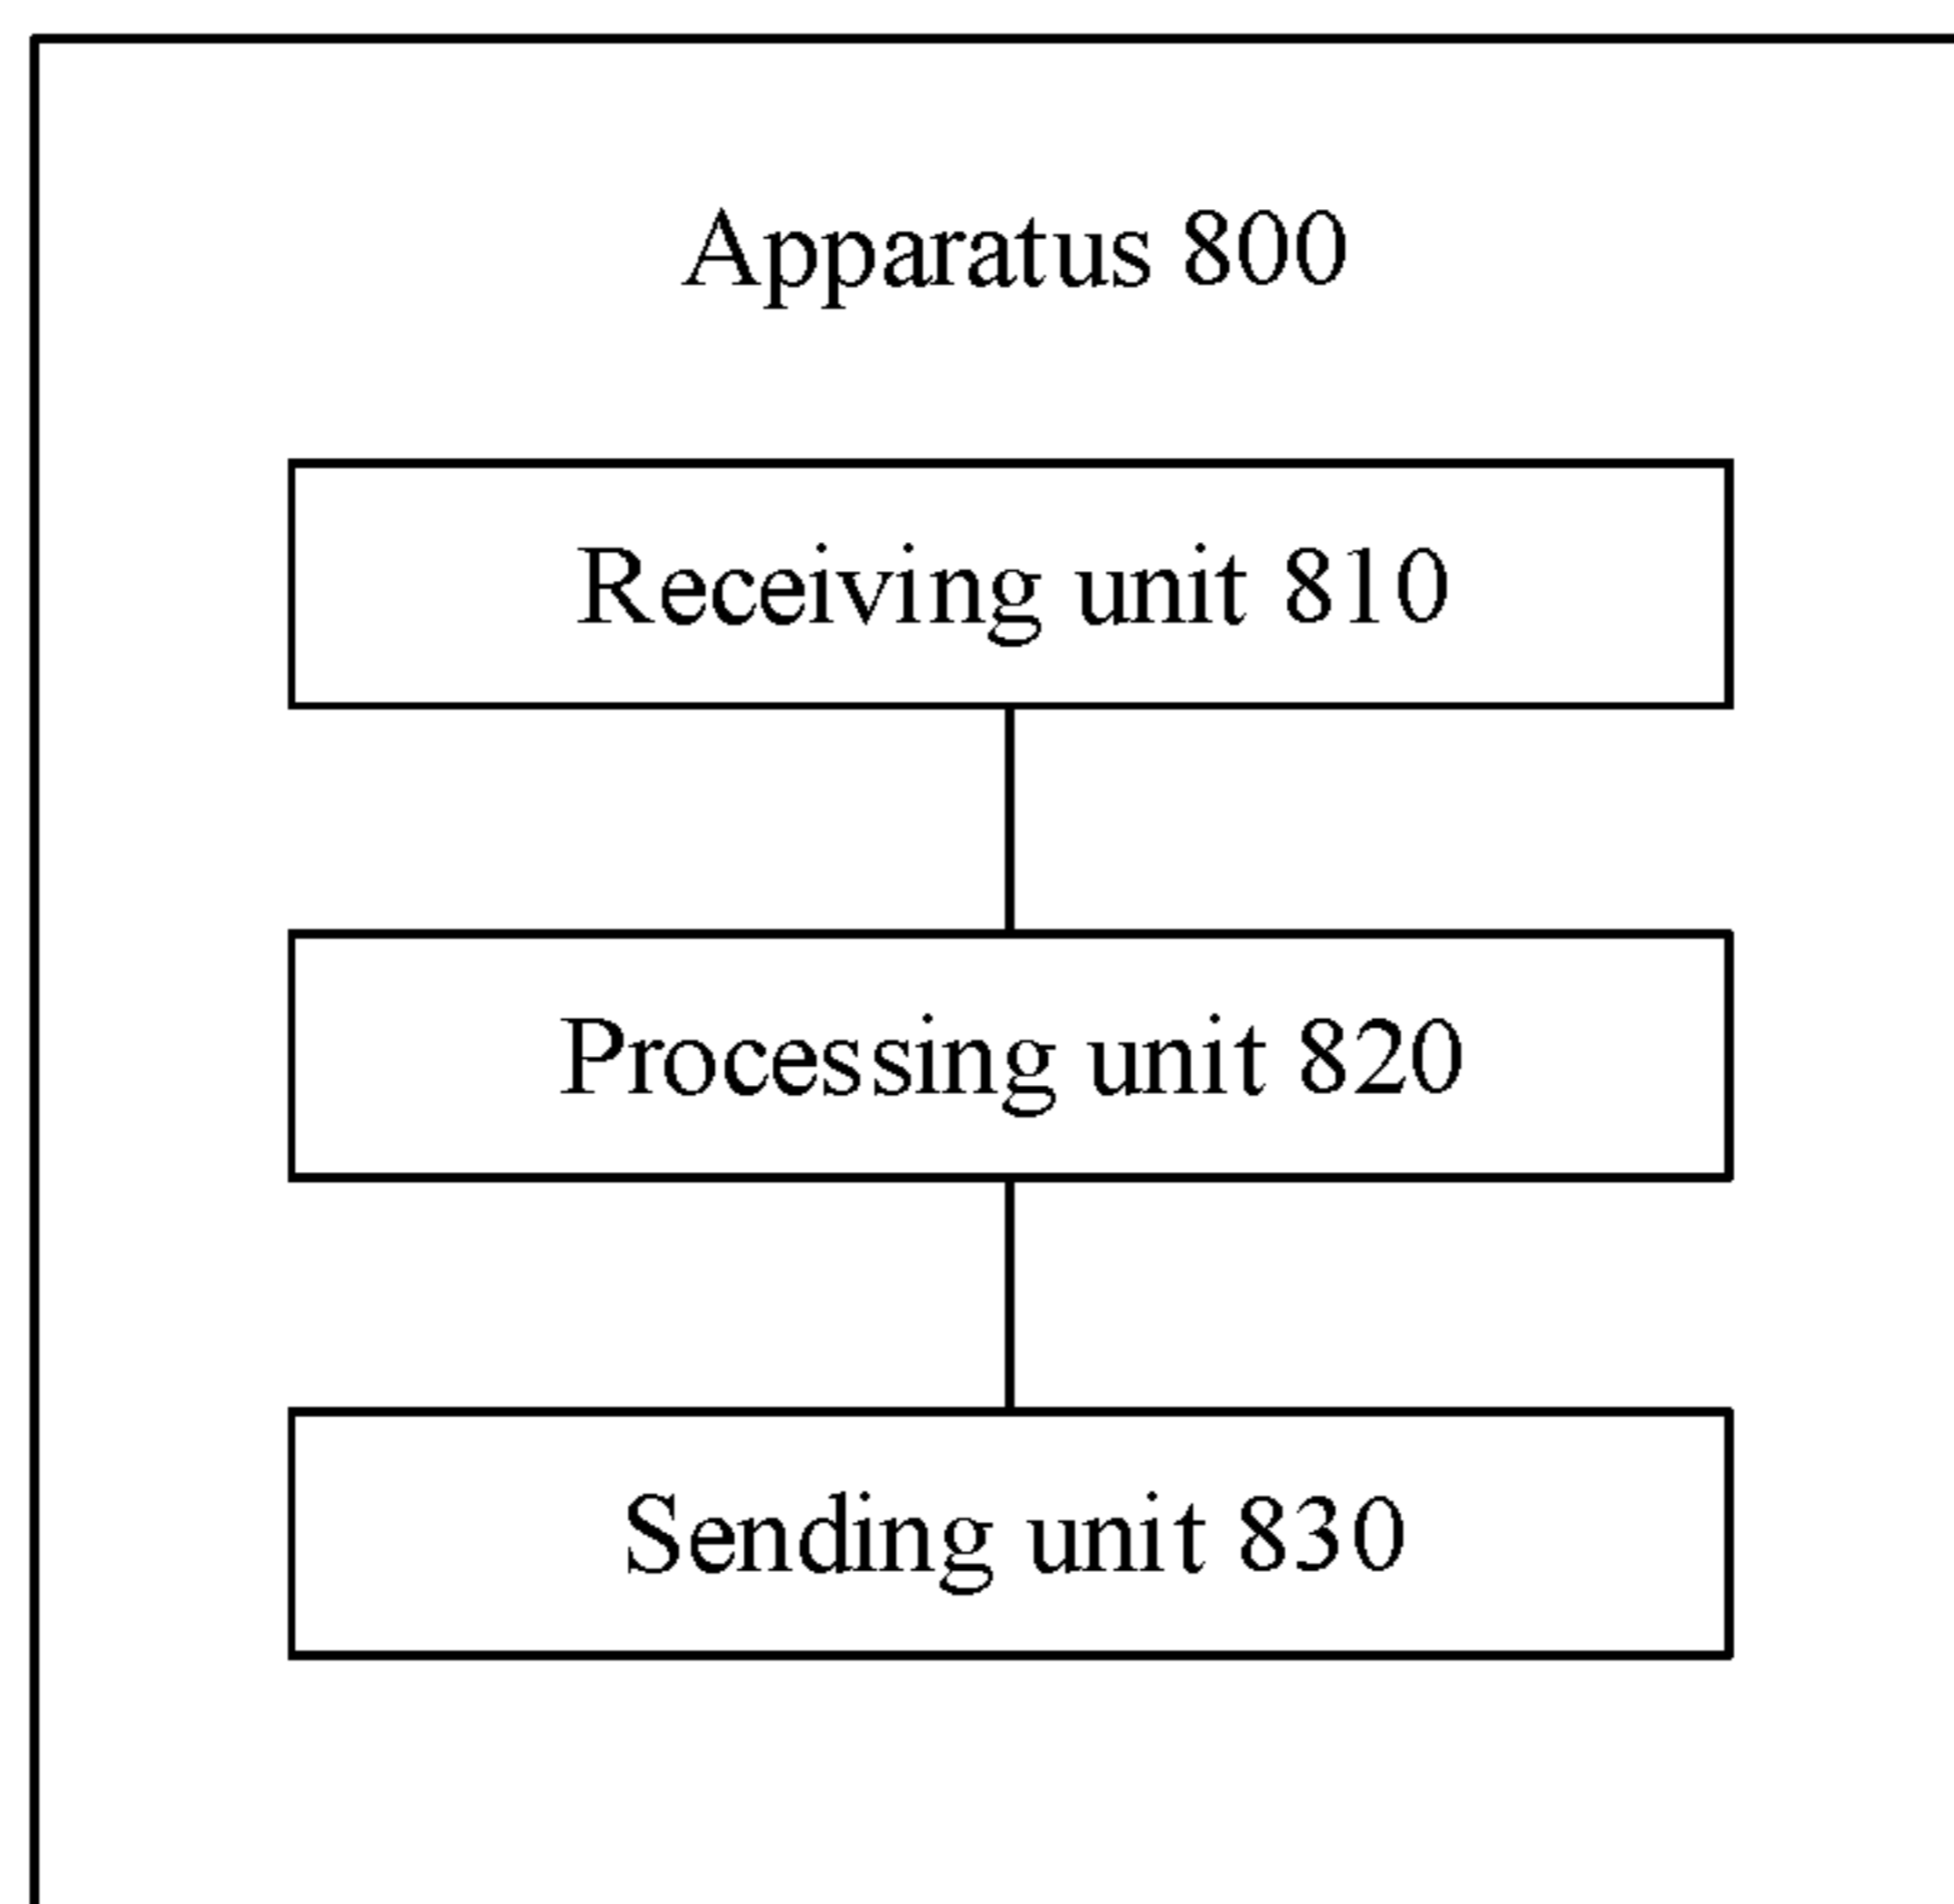 Apparatus 800
Receiving unit 810
Processing unit 820
Sending unit 830